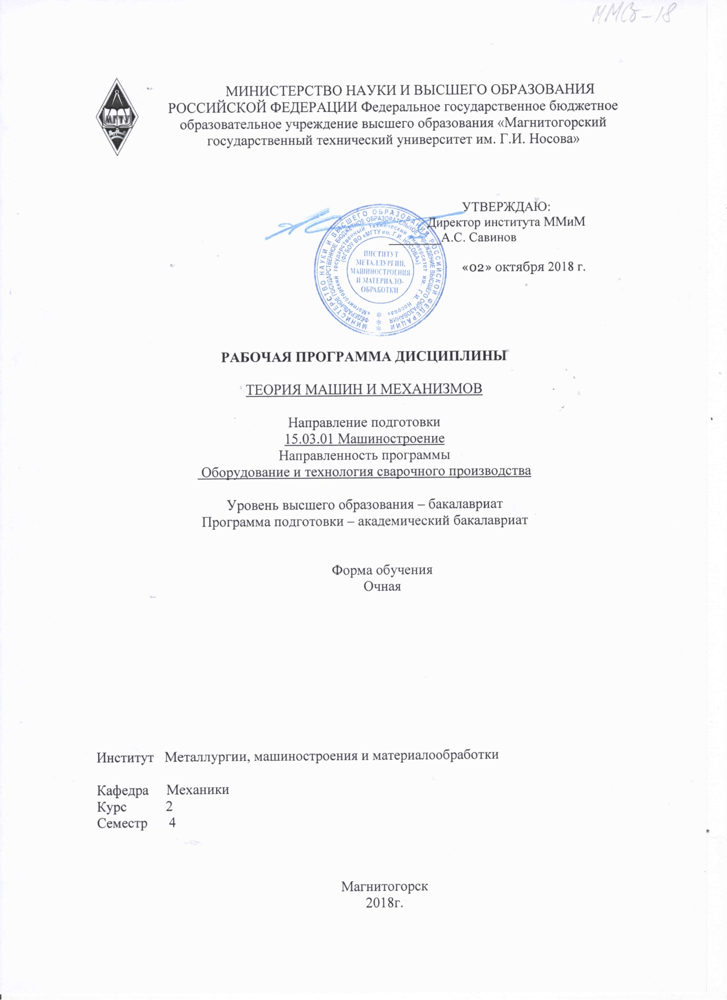 ММСб-18
МИНИСТЕРСТВО НАУКИ И ВЫСШЕГО ОБРАЗОВАНИЯ
РОССИЙСКОЙ ФЕДЕРАЦИИ Федеральное государственное бюджетное
образовательное учреждение высшего образования «Магнитогорский
государственный технический университет им. Г.И. Носова»
МГТУ
УТВЕРЖДАЮ:
Директор института ММиМ
А.С. Савинов
«02» октября 2018 г.
МИНИСТЕРСТВО НАУКИ И ВЫСШЕГО ОБРАЗОВАНИЯ РОССИЙСКОЙ ФЕДЕРАЦИИ
ФЕДЕРАЛЬНОЕ ГОСУДАРСТВЕННОЕ БЮДЖЕТНОЕ ОБРАЗОВАТЕЛЬНОЕ УЧРЕЖДЕНИЕ ВЫСШЕГО ОБРАЗОВАНИЯ
«Магнитогорский государственный технический университет им. Г.И. Носова»
(ФГБОУ ВО «МГТУ им. Г.И. НОСОВА»)
ИНСТИТУТ
МЕТАЛЛУРГИИ,
МАШИНОСТРОЕНИЯ
И МАТЕРИАЛО-
ОБРАБОТКИ
РАБОЧАЯ ПРОГРАММА ДИСЦИПЛИНЫ
ТЕОРИЯ МАШИН И МЕХАНИЗМОВ
Направление подготовки
15.03.01 Машиностроение
Направленность программы
Оборудование и технология сварочного производства
Уровень высшего образования – бакалавриат
Программа подготовки – академический бакалавриат
Форма обучения
Очная
Институт Металлургии, машиностроения и материалообработки
Кафедра Механики
Курс 2
Семестр 4
Магнитогорск
2018г.